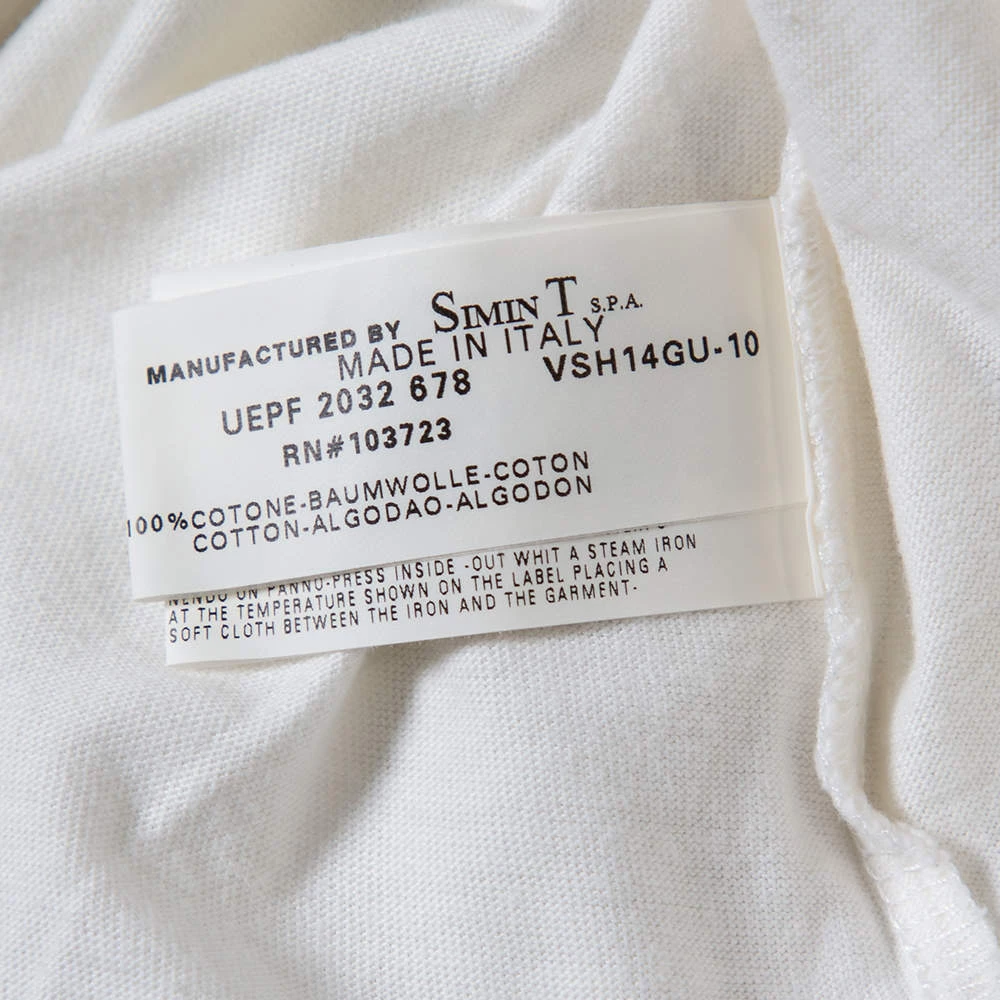 MANUFACTURED BY SIMIN T S.P.A.
MADE IN ITALY
UEPF 2032 678 VSH14GU-10
RN#103723
100%COTONE-BAUMWOLLE-COTON
COTTON-ALGODAO-ALGODON
PANNO-PRESS INSIDE -OUT WHIT A STEAM IRON
AT THE TEMPERATURE SHOWN ON THE LABEL PLACING A
SOFT CLOTH BETWEEN THE IRON AND THE GARMENT-